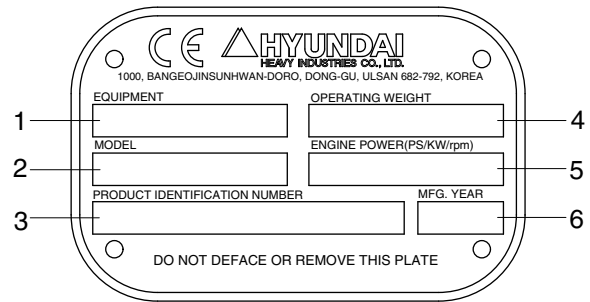 CE HYUNDAI
HEAVY INDUSTRIES CO., LTD.
1000, BANGEOJINSUNHWAN-DORO, DONG-GU, ULSAN 682-792, KOREA
EQUIPMENT OPERATING WEIGHT
1 4
MODEL ENGINE POWER(PS/KW/rpm)
2 5
PRODUCT IDENTIFICATION NUMBER MFG. YEAR
3 6
DO NOT DEFACE OR REMOVE THIS PLATE